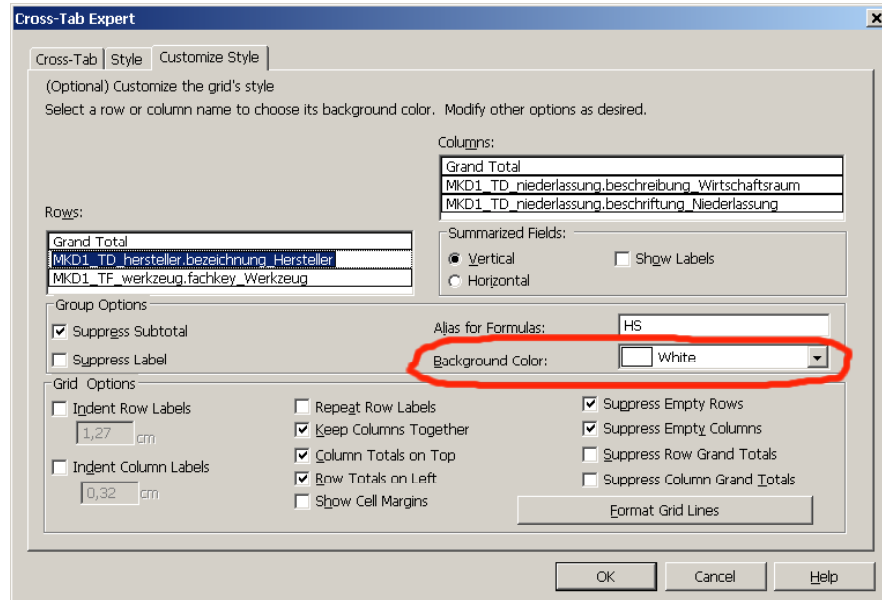 Cross-Tab Expert
Cross-Tab Style Customize Style
(Optional) Customize the grid's style
Select a row or column name to choose its background color. Modify other options as desired.
Columns:
Grand Total
MKD1_TD_niederlassung.beschreibung_Wirtschaftsraum
MKD1_TD_niederlassung.beschriftung_Niederlassung
Rows:
Grand Total
MKD1_TD_hersteller.bezeichnung_Hersteller
MKD1_TF_werkzeug.fachkey_Werkzeug
Summarized Fields:
Vertical
Horizontal
Show Labels
Group Options
Suppress Subtotal
Suppress Label
Alias for Formulas: HS
Background Color: White
Grid Options
Indent Row Labels
1,27 cm
Indent Column Labels
0,32 cm
Repeat Row Labels
Keep Columns Together
Column Totals on Top
Row Totals on Left
Show Cell Margins
Suppress Empty Rows
Suppress Empty Columns
Suppress Row Grand Totals
Suppress Column Grand Totals
Format Grid Lines
OK Cancel Help